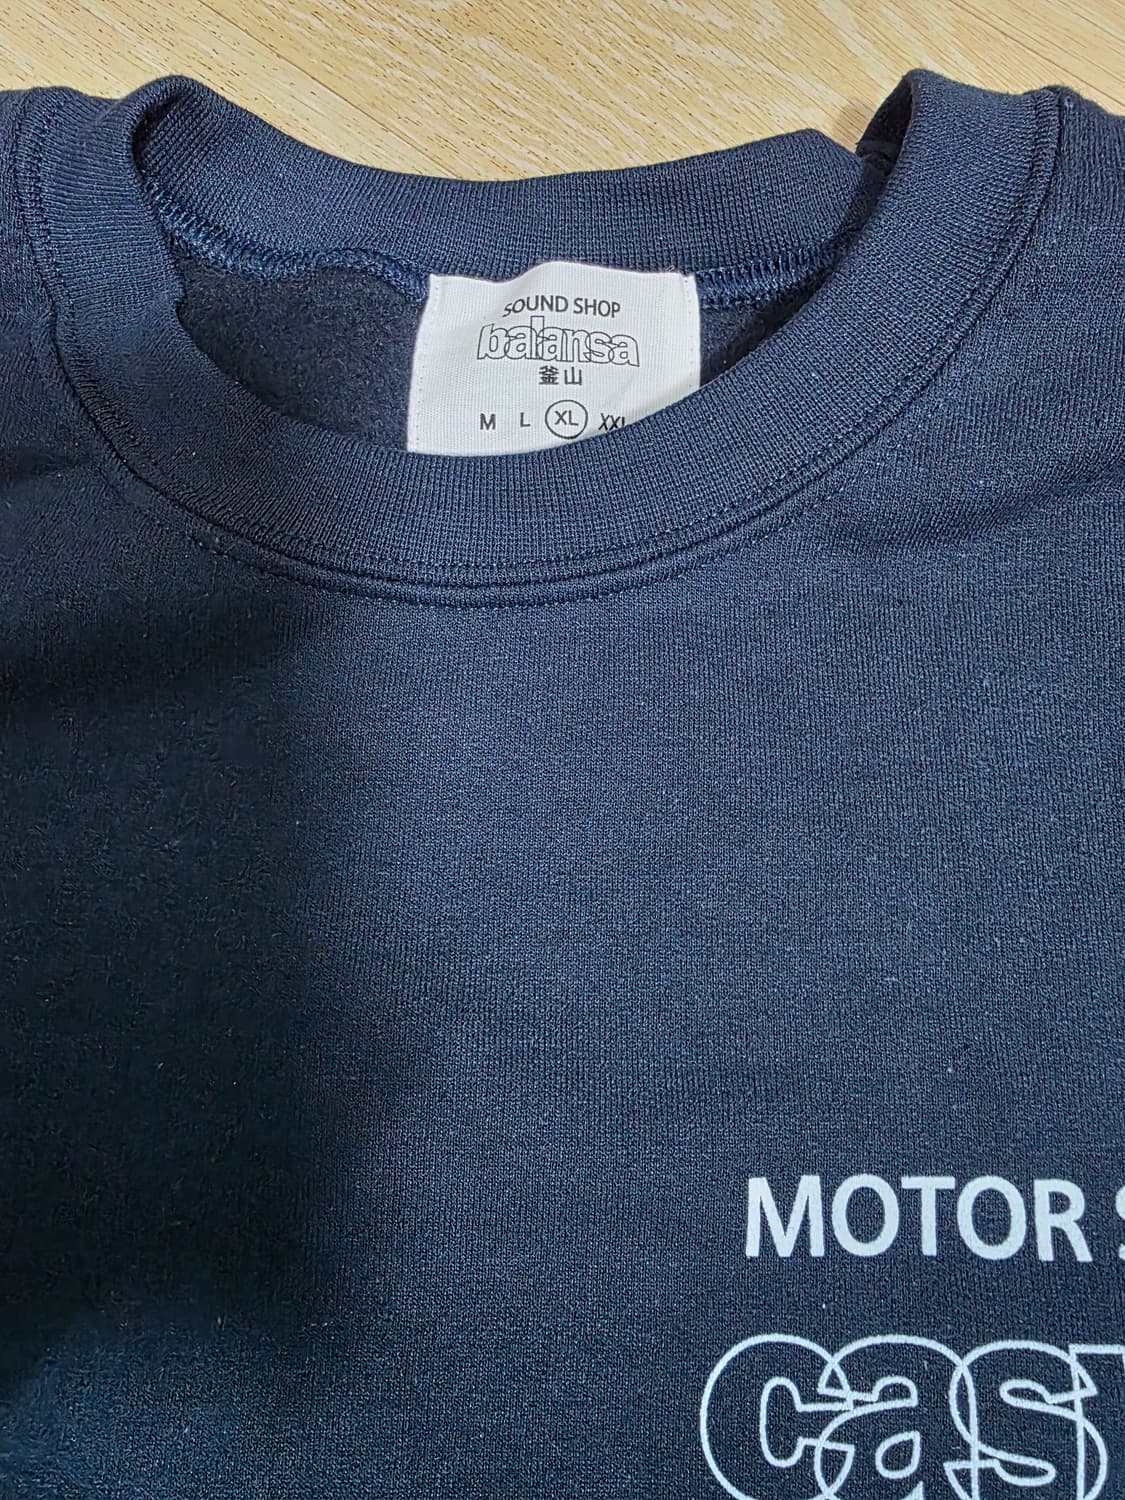 SOUND SHOP
balansa
釜山
M L XL XXL
MOTOR S
cas